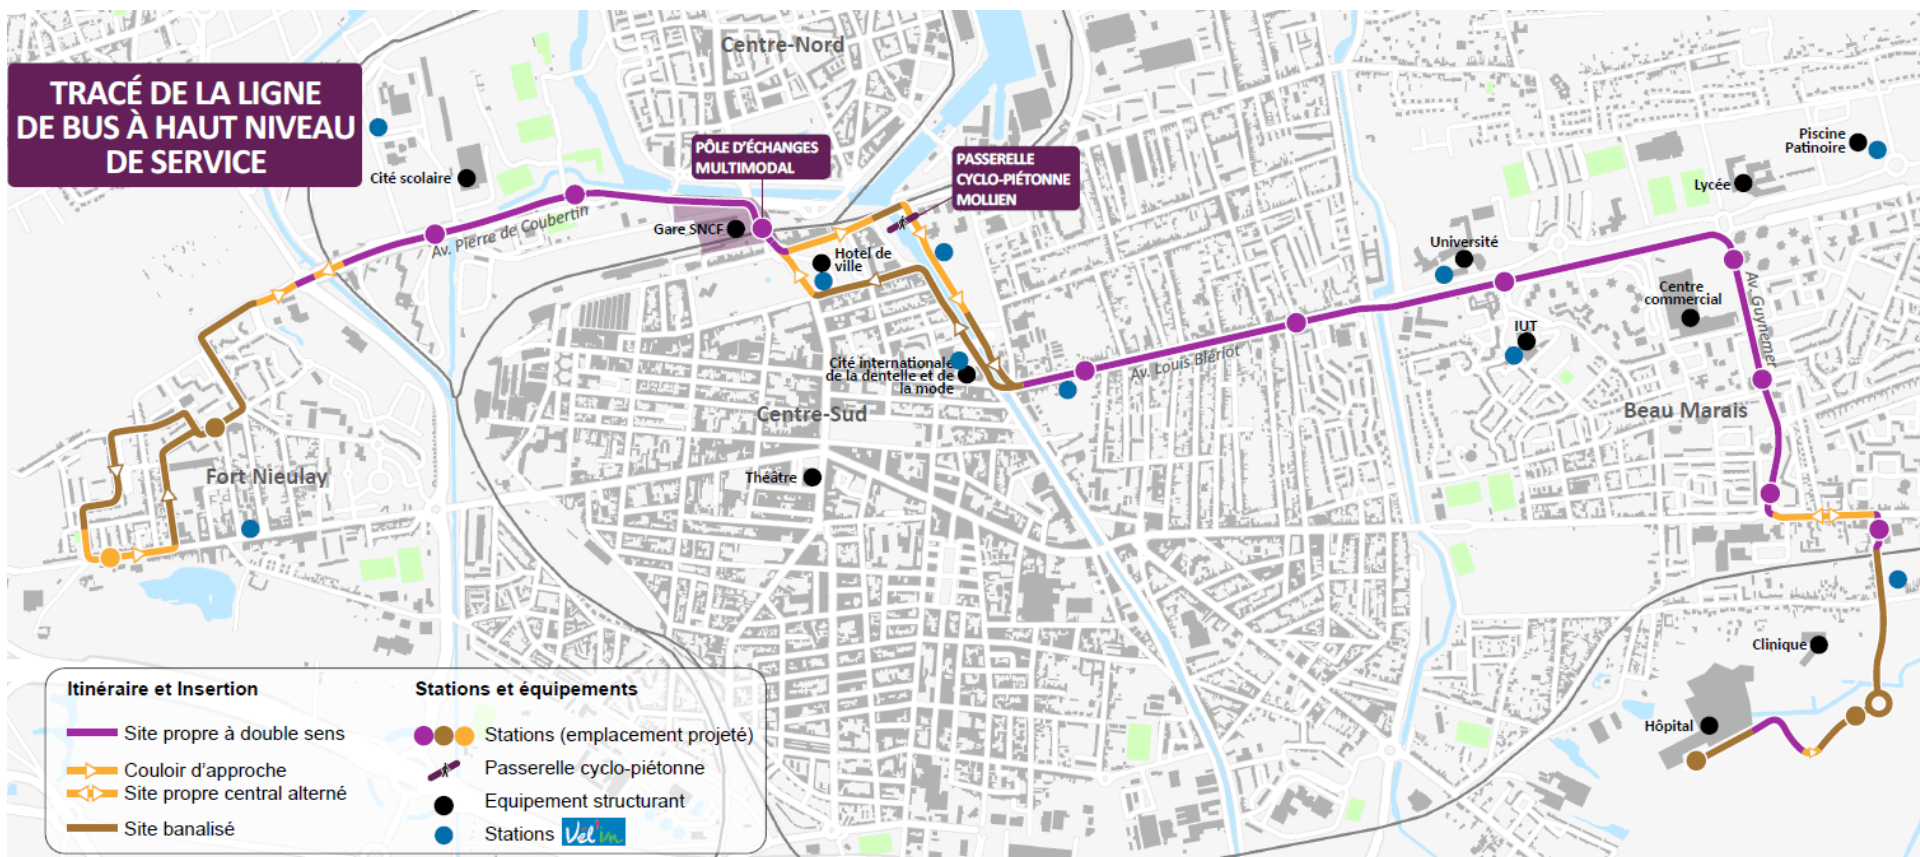 TRACÉ DE LA LIGNE
DE BUS À HAUT NIVEAU
DE SERVICE
Centre-Nord
PÔLE D'ÉCHANGES
MULTIMODAL
PASSERELLE
CYCLO-PIÉTONNE
MOLLIEN
Piscine
Patinoire
Cité scolaire
Lycée
Av. Pierre de Coubertin
Gare SNCF
Hotel de
ville
Université
Centre
commercial
Av. Guynemer
IUT
Cité internationale
de la dentelle et de
la mode
Av. Louis Blériot
Centre-Sud
Beau Marais
Fort Nieulay
Théâtre
Clinique
Hôpital
Itinéraire et Insertion
Site propre à double sens
Couloir d'approche
Site propre central alterné
Site banalisé
Stations et équipements
Stations (emplacement projeté)
Passerelle cyclo-piétonne
Equipement structurant
Stations Vél'in